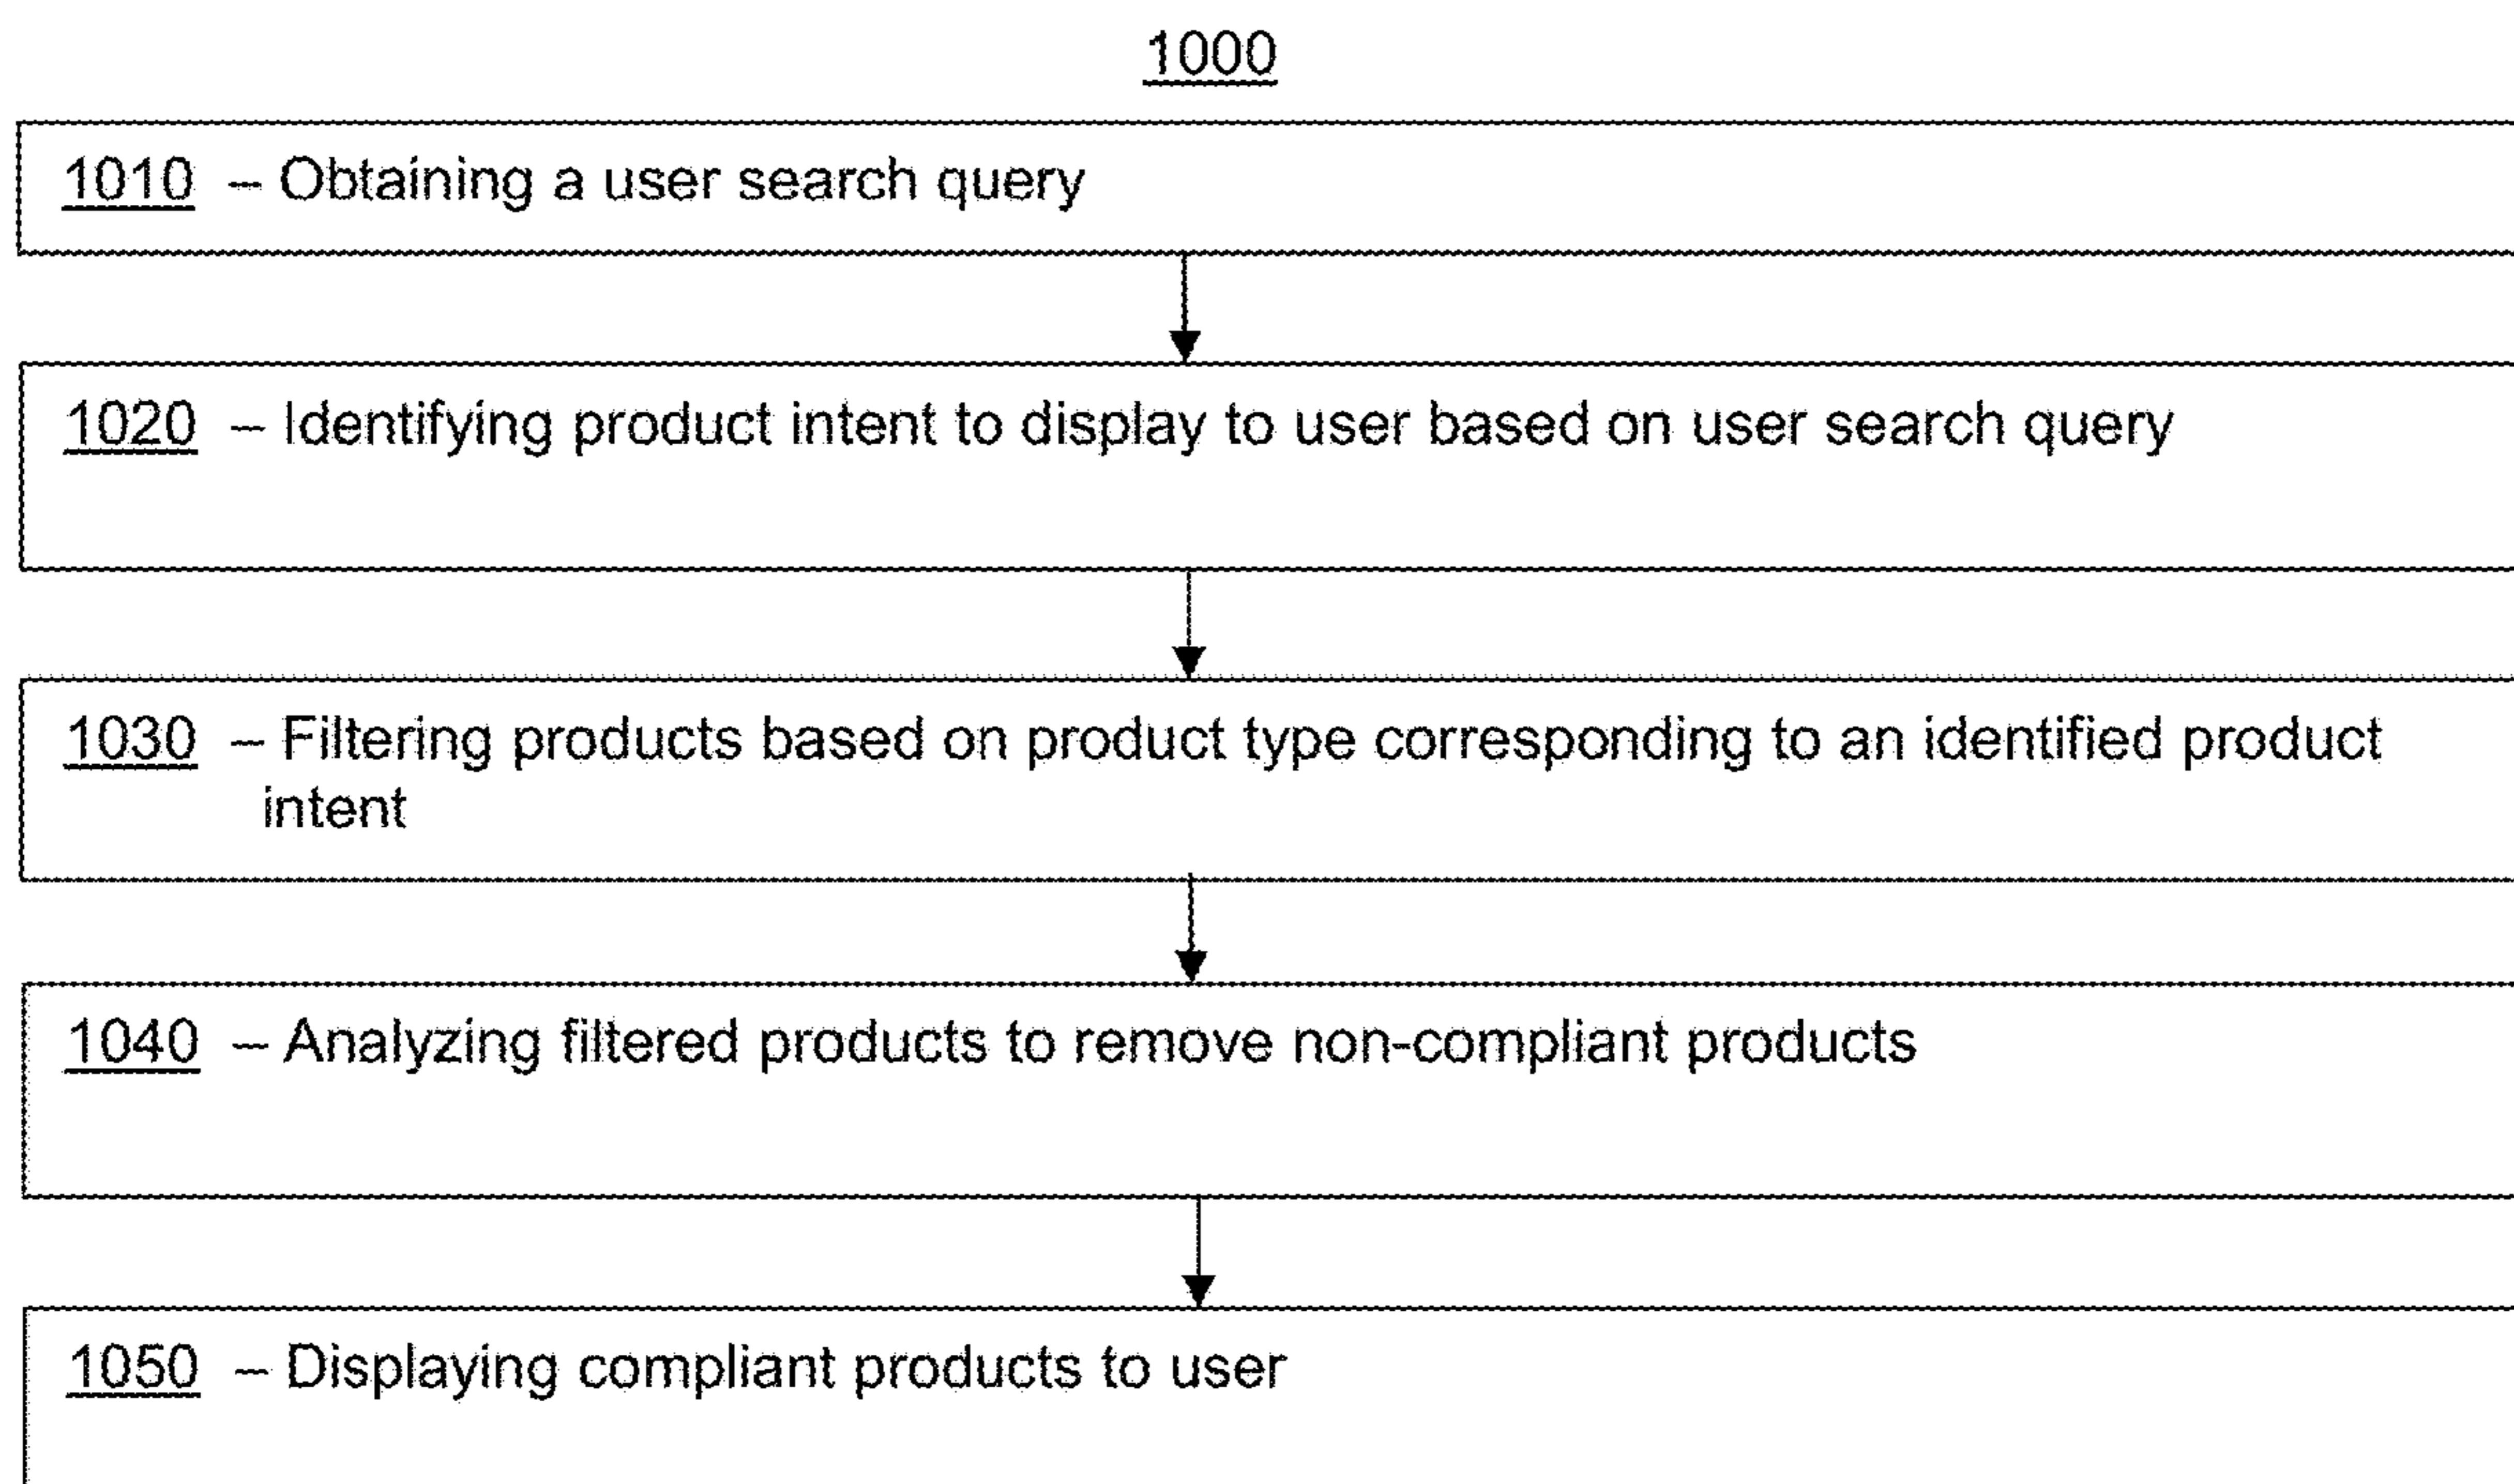 1000
1010 – Obtaining a user search query
1020 – Identifying product intent to display to user based on user search query
1030 – Filtering products based on product type corresponding to an identified product
intent
1040 – Analyzing filtered products to remove non-compliant products
1050 – Displaying compliant products to user